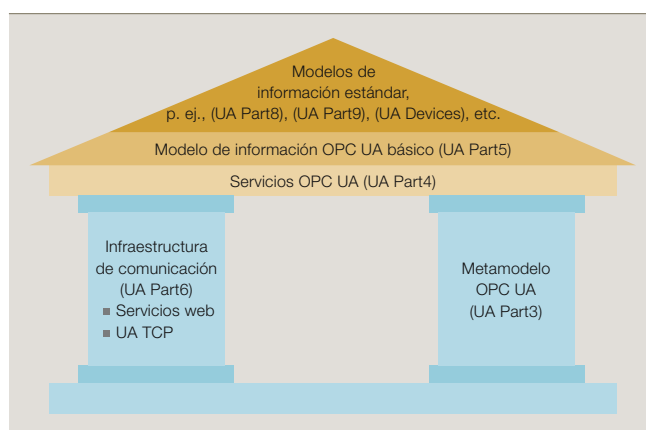 Modelos de
información estándar,
p. ej., (UA Part8), (UA Part9), (UA Devices), etc.
Modelo de información OPC UA básico (UA Part5)
Servicios OPC UA (UA Part4)
Infraestructura
de comunicación
(UA Part6)
■ Servicios web
■ UA TCP
Metamodelo
OPC UA
(UA Part3)